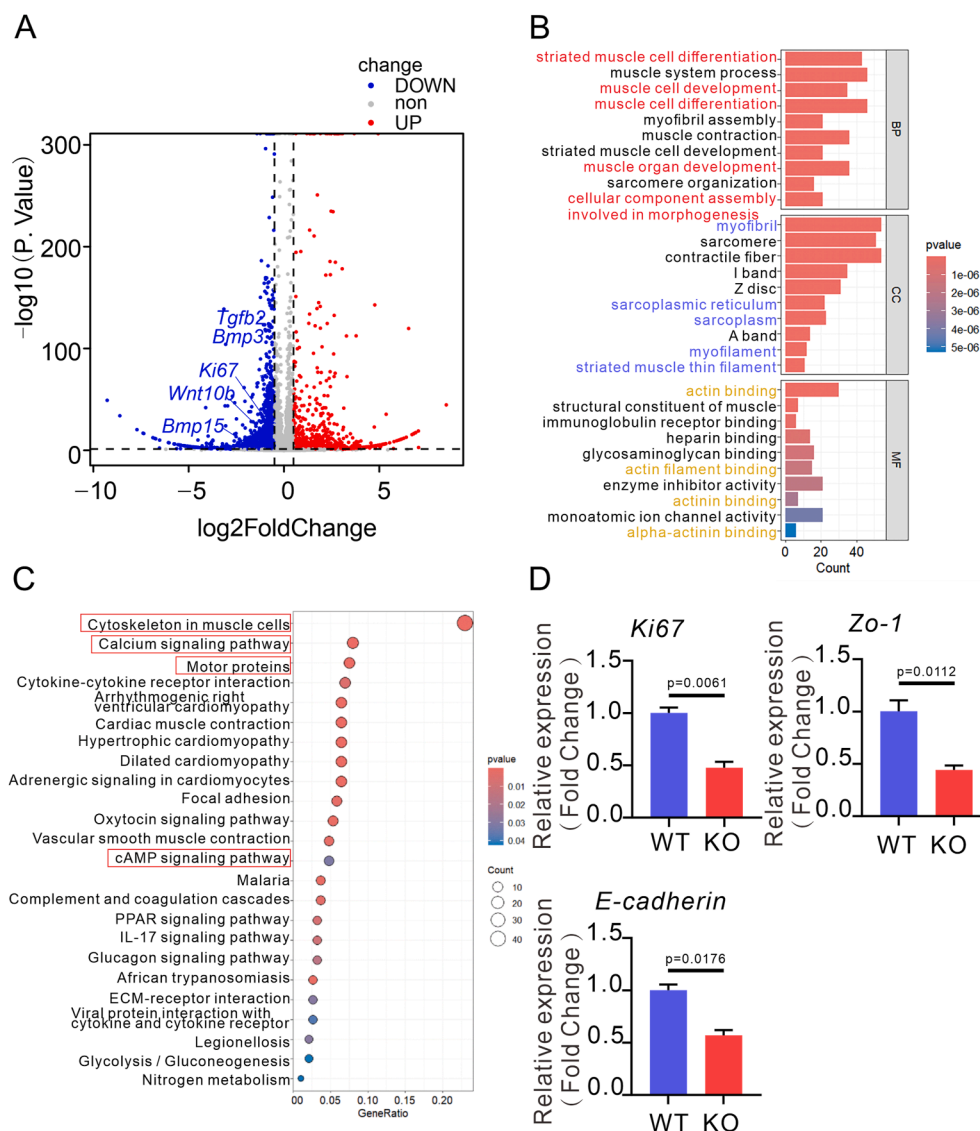 A
change
DOWN
non
UP
−log10 (P. Value)
300
200
100
0
Tgfb2
Bmp3
Ki67
Wnt10b
Bmp15
−10
−5
0
5
log2FoldChange
B
striated muscle cell differentiation
muscle system process
muscle cell development
muscle cell differentiation
myofibril assembly
muscle contraction
striated muscle cell development
muscle organ development
sarcomere organization
cellular component assembly
involved in morphogenesis
BP
myofibril
sarcomere
contractile fiber
I band
Z disc
sarcoplasmic reticulum
sarcoplasm
A band
myofilament
striated muscle thin filament
CC
actin binding
structural constituent of muscle
immunoglobulin receptor binding
heparin binding
glycosaminoglycan binding
actin filament binding
enzyme inhibitor activity
actinin binding
monoatomic ion channel activity
alpha-actinin binding
MF
0
20
40
Count
pvalue
1e-06
2e-06
3e-06
4e-06
5e-06
C
Cytoskeleton in muscle cells
Calcium signaling pathway
Motor proteins
Cytokine-cytokine receptor interaction
Arrhythmogenic right
ventricular cardiomyopathy
Cardiac muscle contraction
Hypertrophic cardiomyopathy
Dilated cardiomyopathy
Adrenergic signaling in cardiomyocytes
Focal adhesion
Oxytocin signaling pathway
Vascular smooth muscle contraction
cAMP signaling pathway
Malaria
Complement and coagulation cascades
PPAR signaling pathway
IL-17 signaling pathway
Glucagon signaling pathway
African trypanosomiasis
ECM-receptor interaction
Viral protein interaction with
cytokine and cytokine receptor
Legionellosis
Glycolysis / Gluconeogenesis
Nitrogen metabolism
00
0.05
0.10
0.15
0.20
GeneRatio
pvalue
0.01
0.02
0.03
0.04
Count
10
20
30
40
D
Ki67
Relative expression
(Fold Change)
1.5
1.0
0.5
0.0
p=0.0061
WT KO
Zo-1
Relative expression
(Fold Change)
1.5
1.0
0.5
0.0
p=0.0112
WT KO
E-cadherin
Relative expression
(Fold Change)
1.5
1.0
0.5
0.0
p=0.0176
WT KO